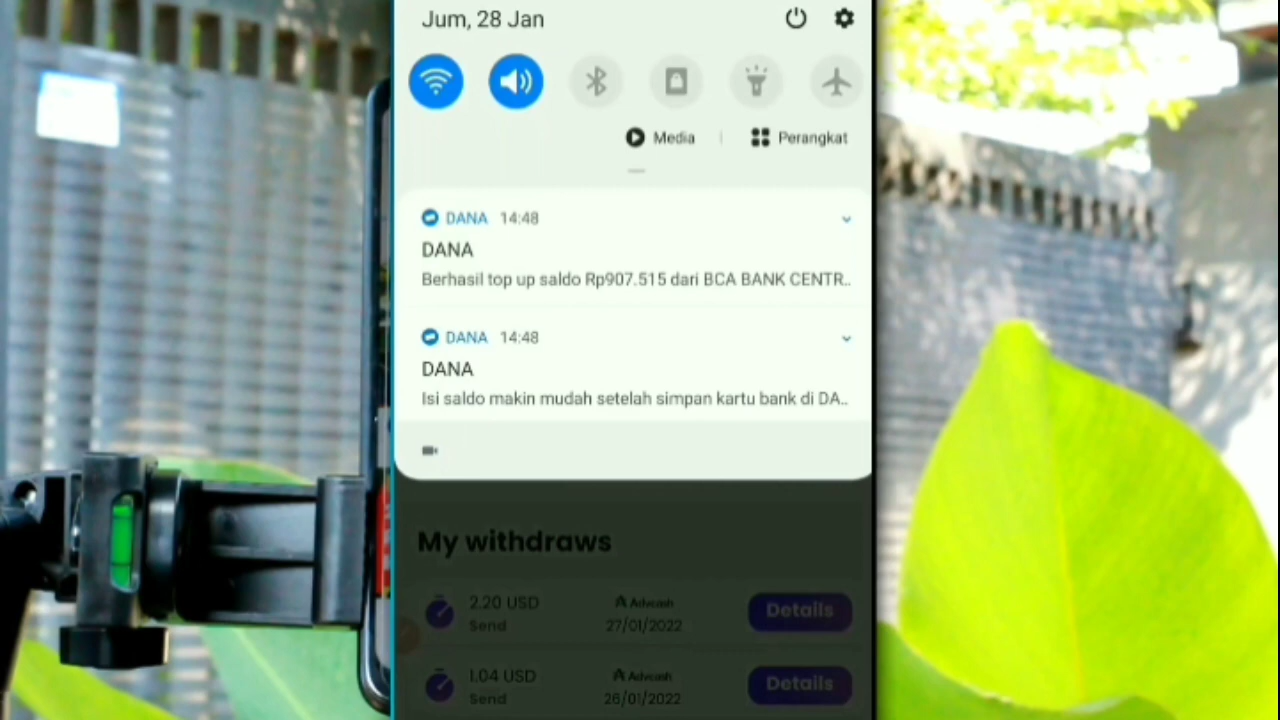 Jum, 28 Jan
Media
Perangkat
DANA 14:48
DANA
Berhasil top up saldo Rp907.515 dari BCA BANK CENTR..
DANA 14:48
DANA
Isi saldo makin mudah setelah simpan kartu bank di DA..
My withdraws
2.20 USD Advcash Details
Send 27/01/2022
1.04 USD Advcash Details
Send 26/01/2022